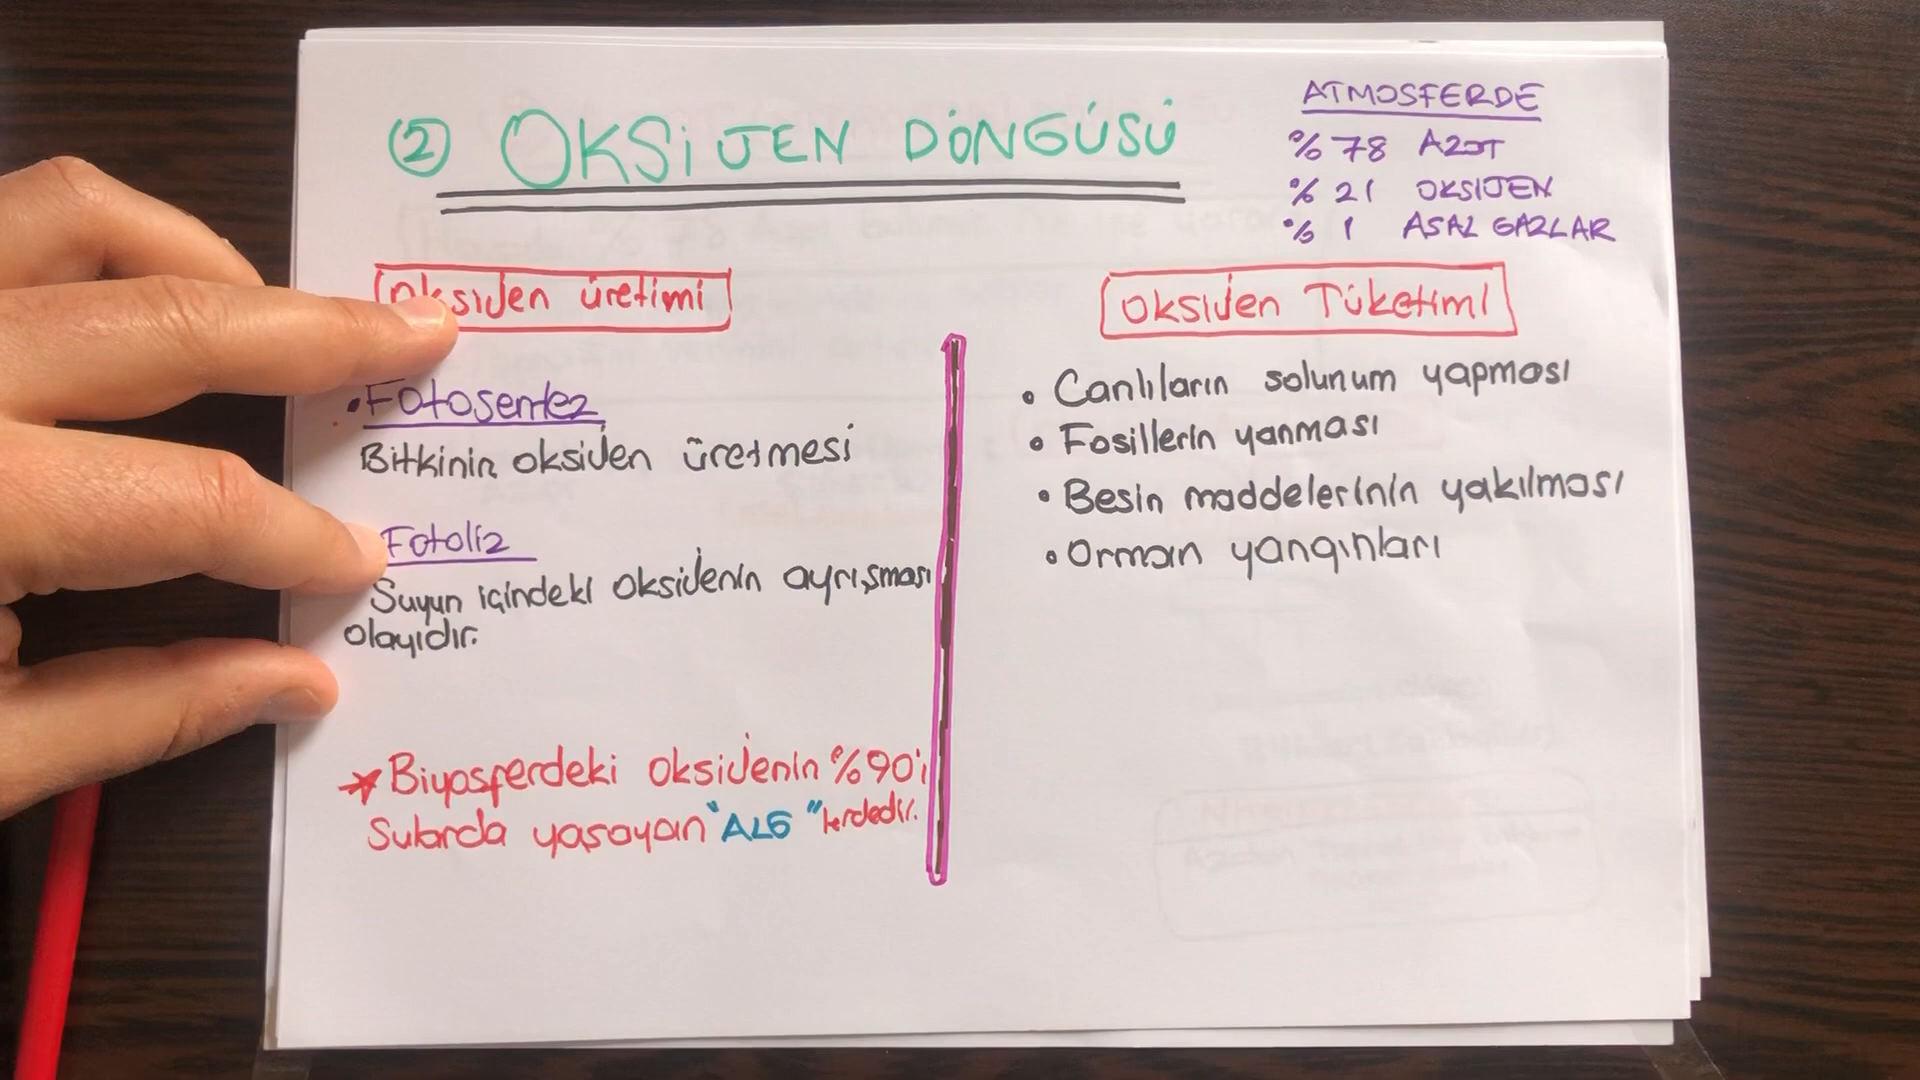 ② OKSİJEN DÖNGÜSÜ
ATMOSFERDE
% 78 AZOT
% 21 OKSIJEN
% 1 ASAL GAZLAR
Oksijen üretimi
• Fotosentez
Bitkinin oksijen üretmesi
Fotoliz
Suyun içindeki oksijenin ayrışması
olayıdır.
★ Biyosferdeki oksijenin %90'ı
Sularda yaşayan "ALG" lerdedir.
Oksijen Tüketimi
• Canlıların solunum yapması
• Fosillerin yanması
• Besin maddelerinin yakılması
• Orman yangınları